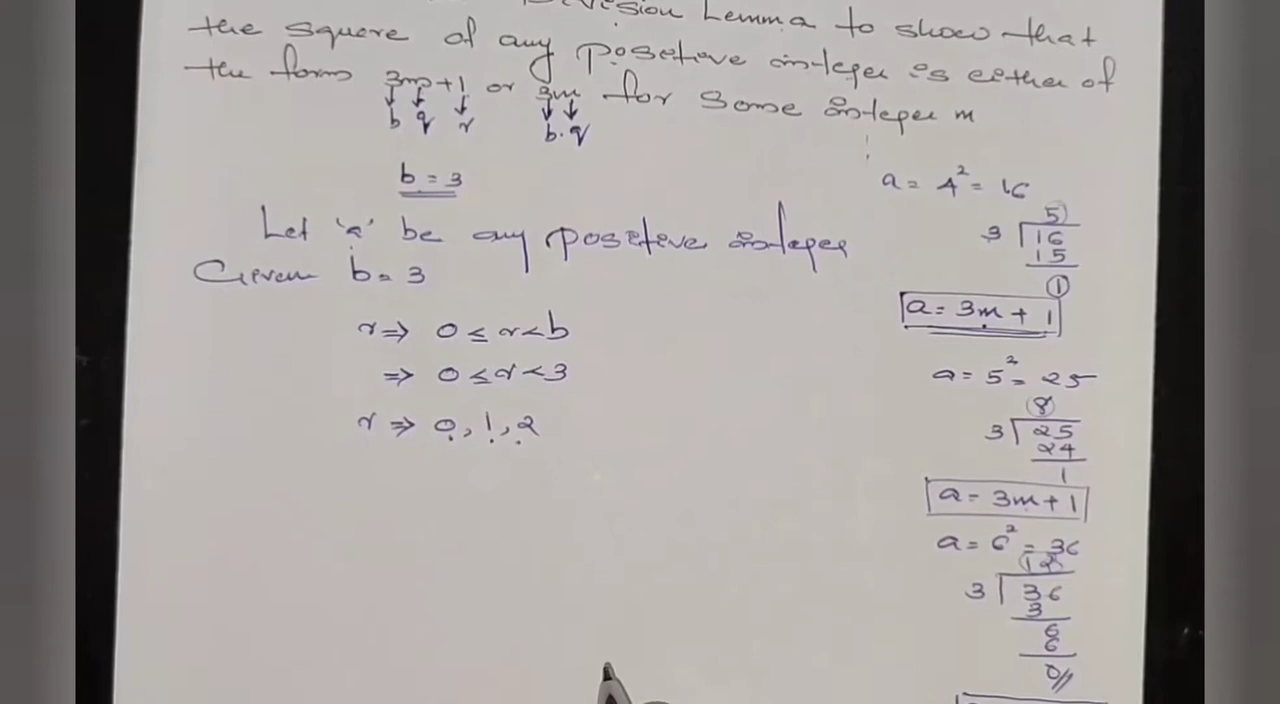 Division Lemma to show that
the square of any positive integer is either of
the form 3m+1 or 3m for some integer m
b q r b.q
b = 3
Let 'a' be any positive integer
Given b = 3
r ⇒ 0 ≤ r < b
⇒ 0 ≤ r < 3
r ⇒ 0, 1, 2
a = 4² = 16
5
3 16
15
1
a = 3m + 1
a = 5² = 25
8
3 25
24
1
a = 3m + 1
a = 6² = 36
12
3 36
3
6
6
0//